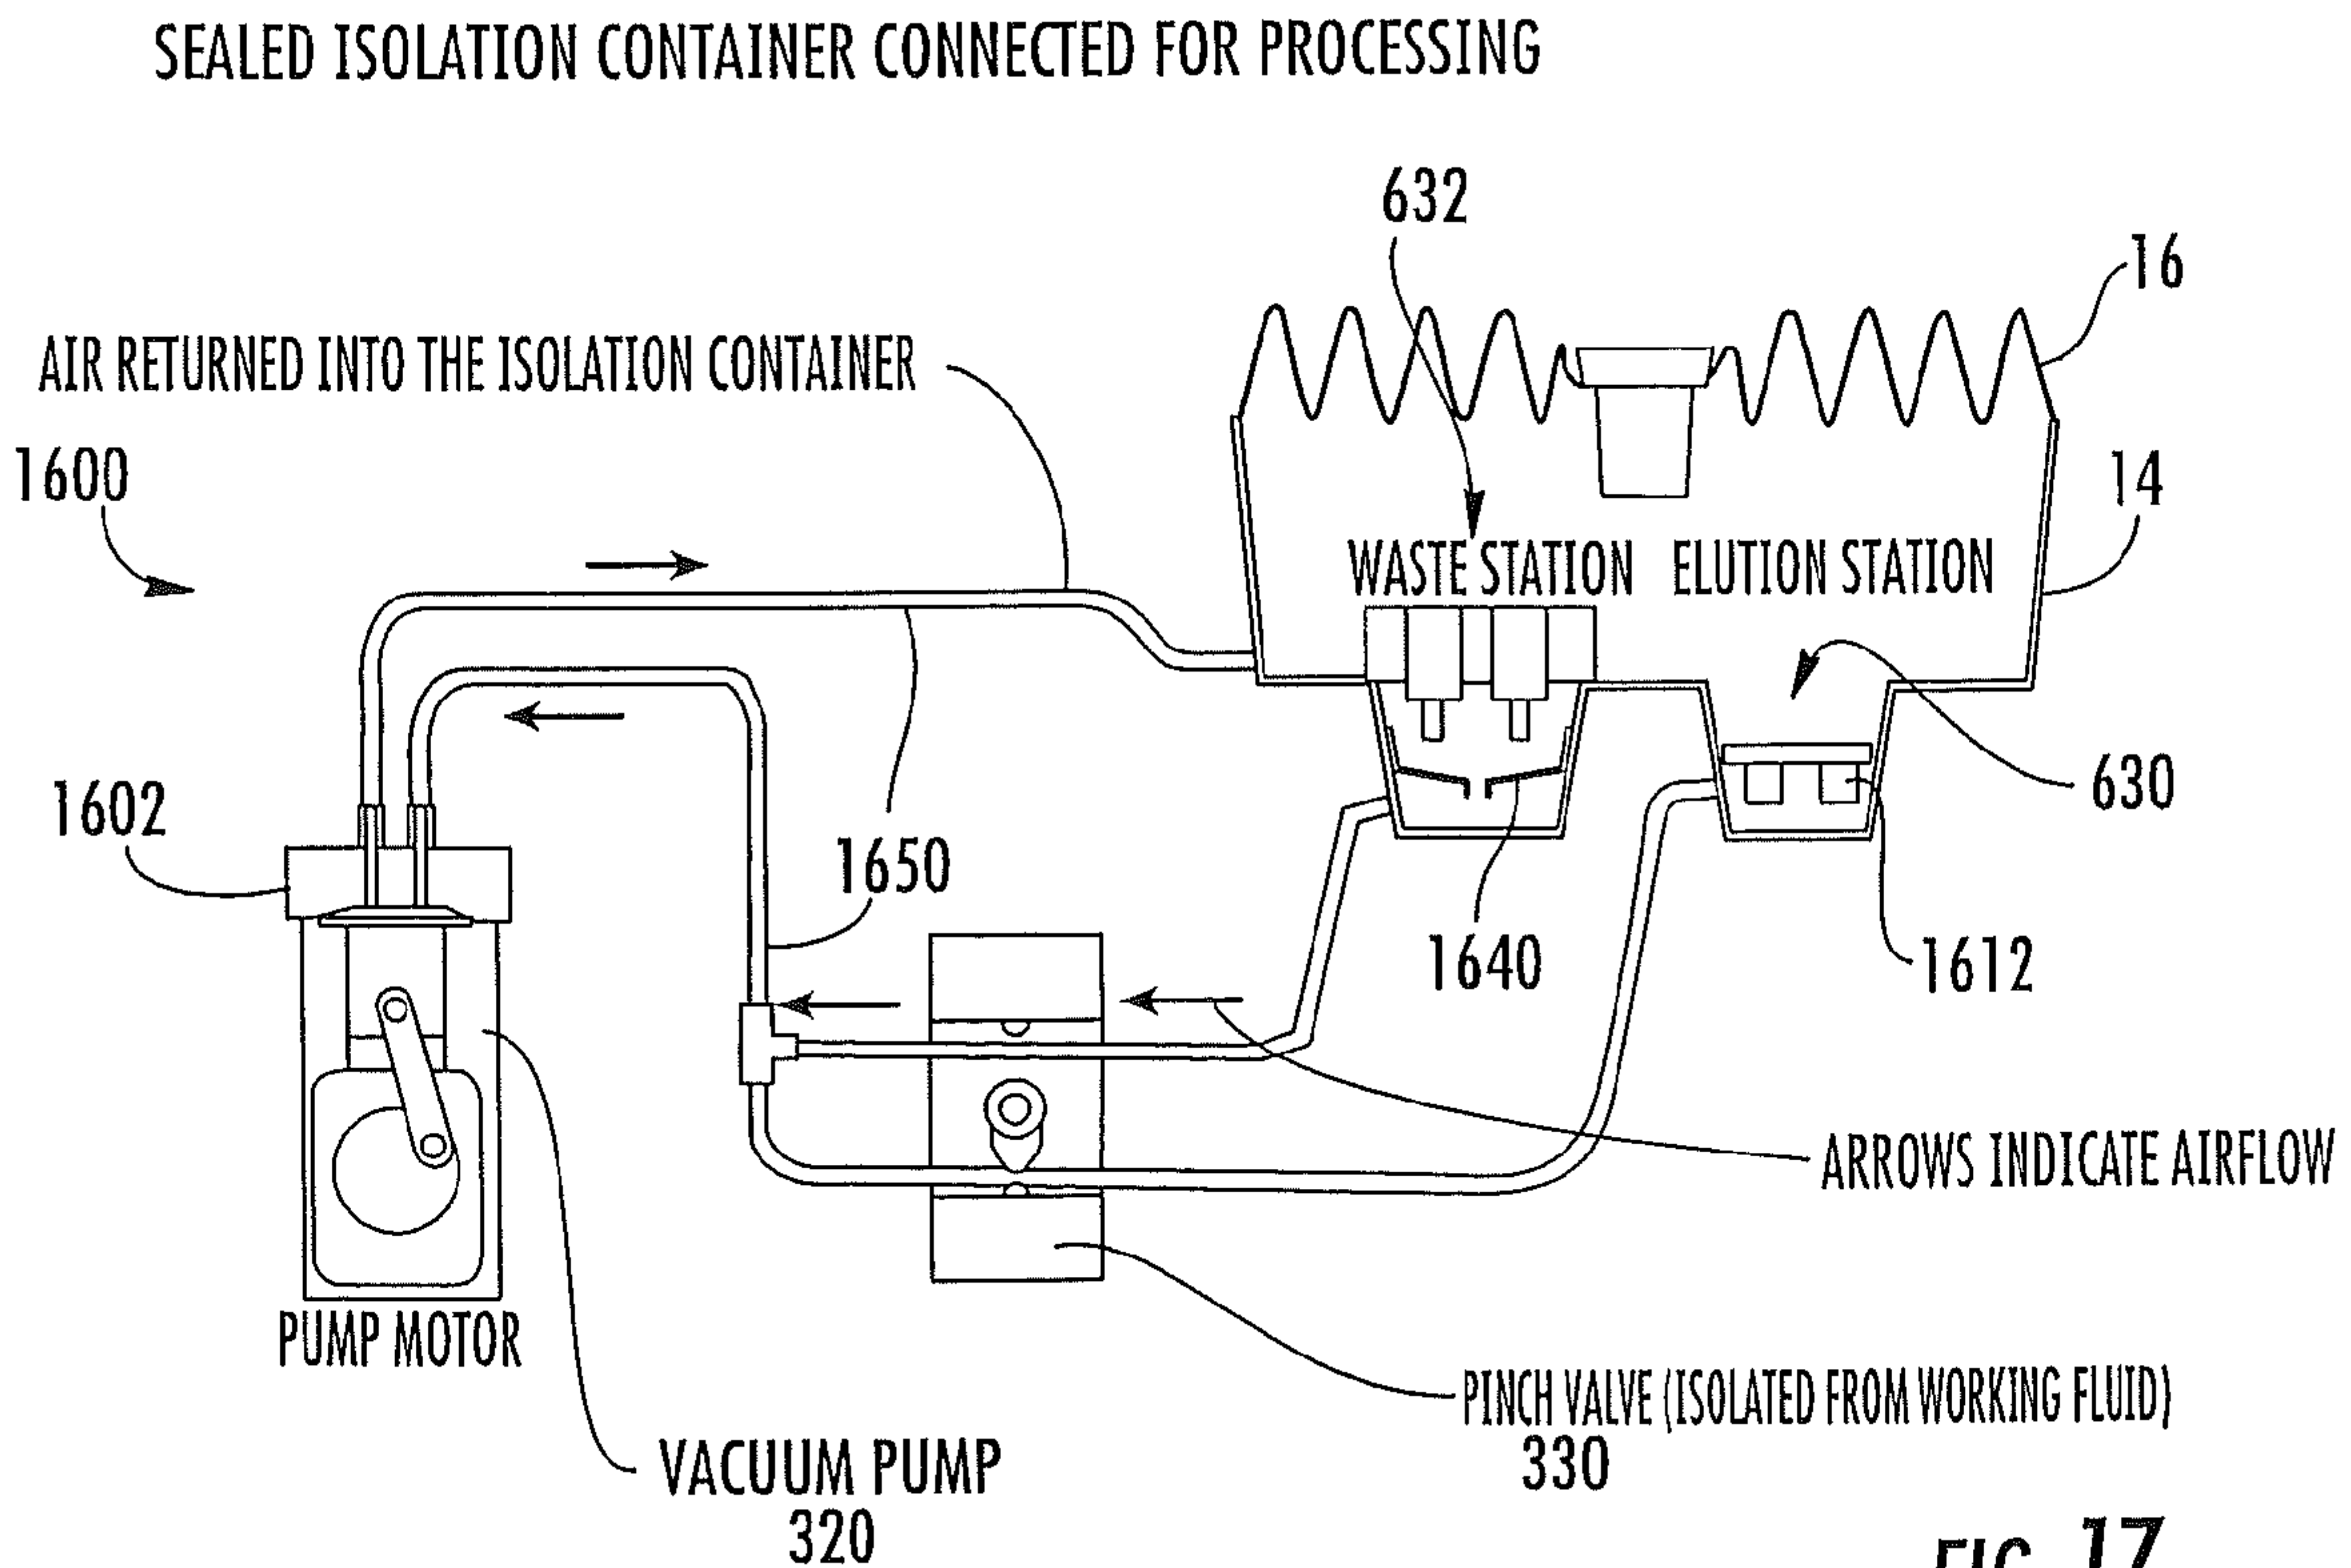 SEALED ISOLATION CONTAINER CONNECTED FOR PROCESSING
632
16
AIR RETURNED INTO THE ISOLATION CONTAINER
1600
14
WASTE STATION ELUTION STATION
1602
630
1650
1640
1612
ARROWS INDICATE AIRFLOW
PUMP MOTOR
PINCH VALVE (ISOLATED FROM WORKING FLUID)
330
VACUUM PUMP
320
FIG. 17